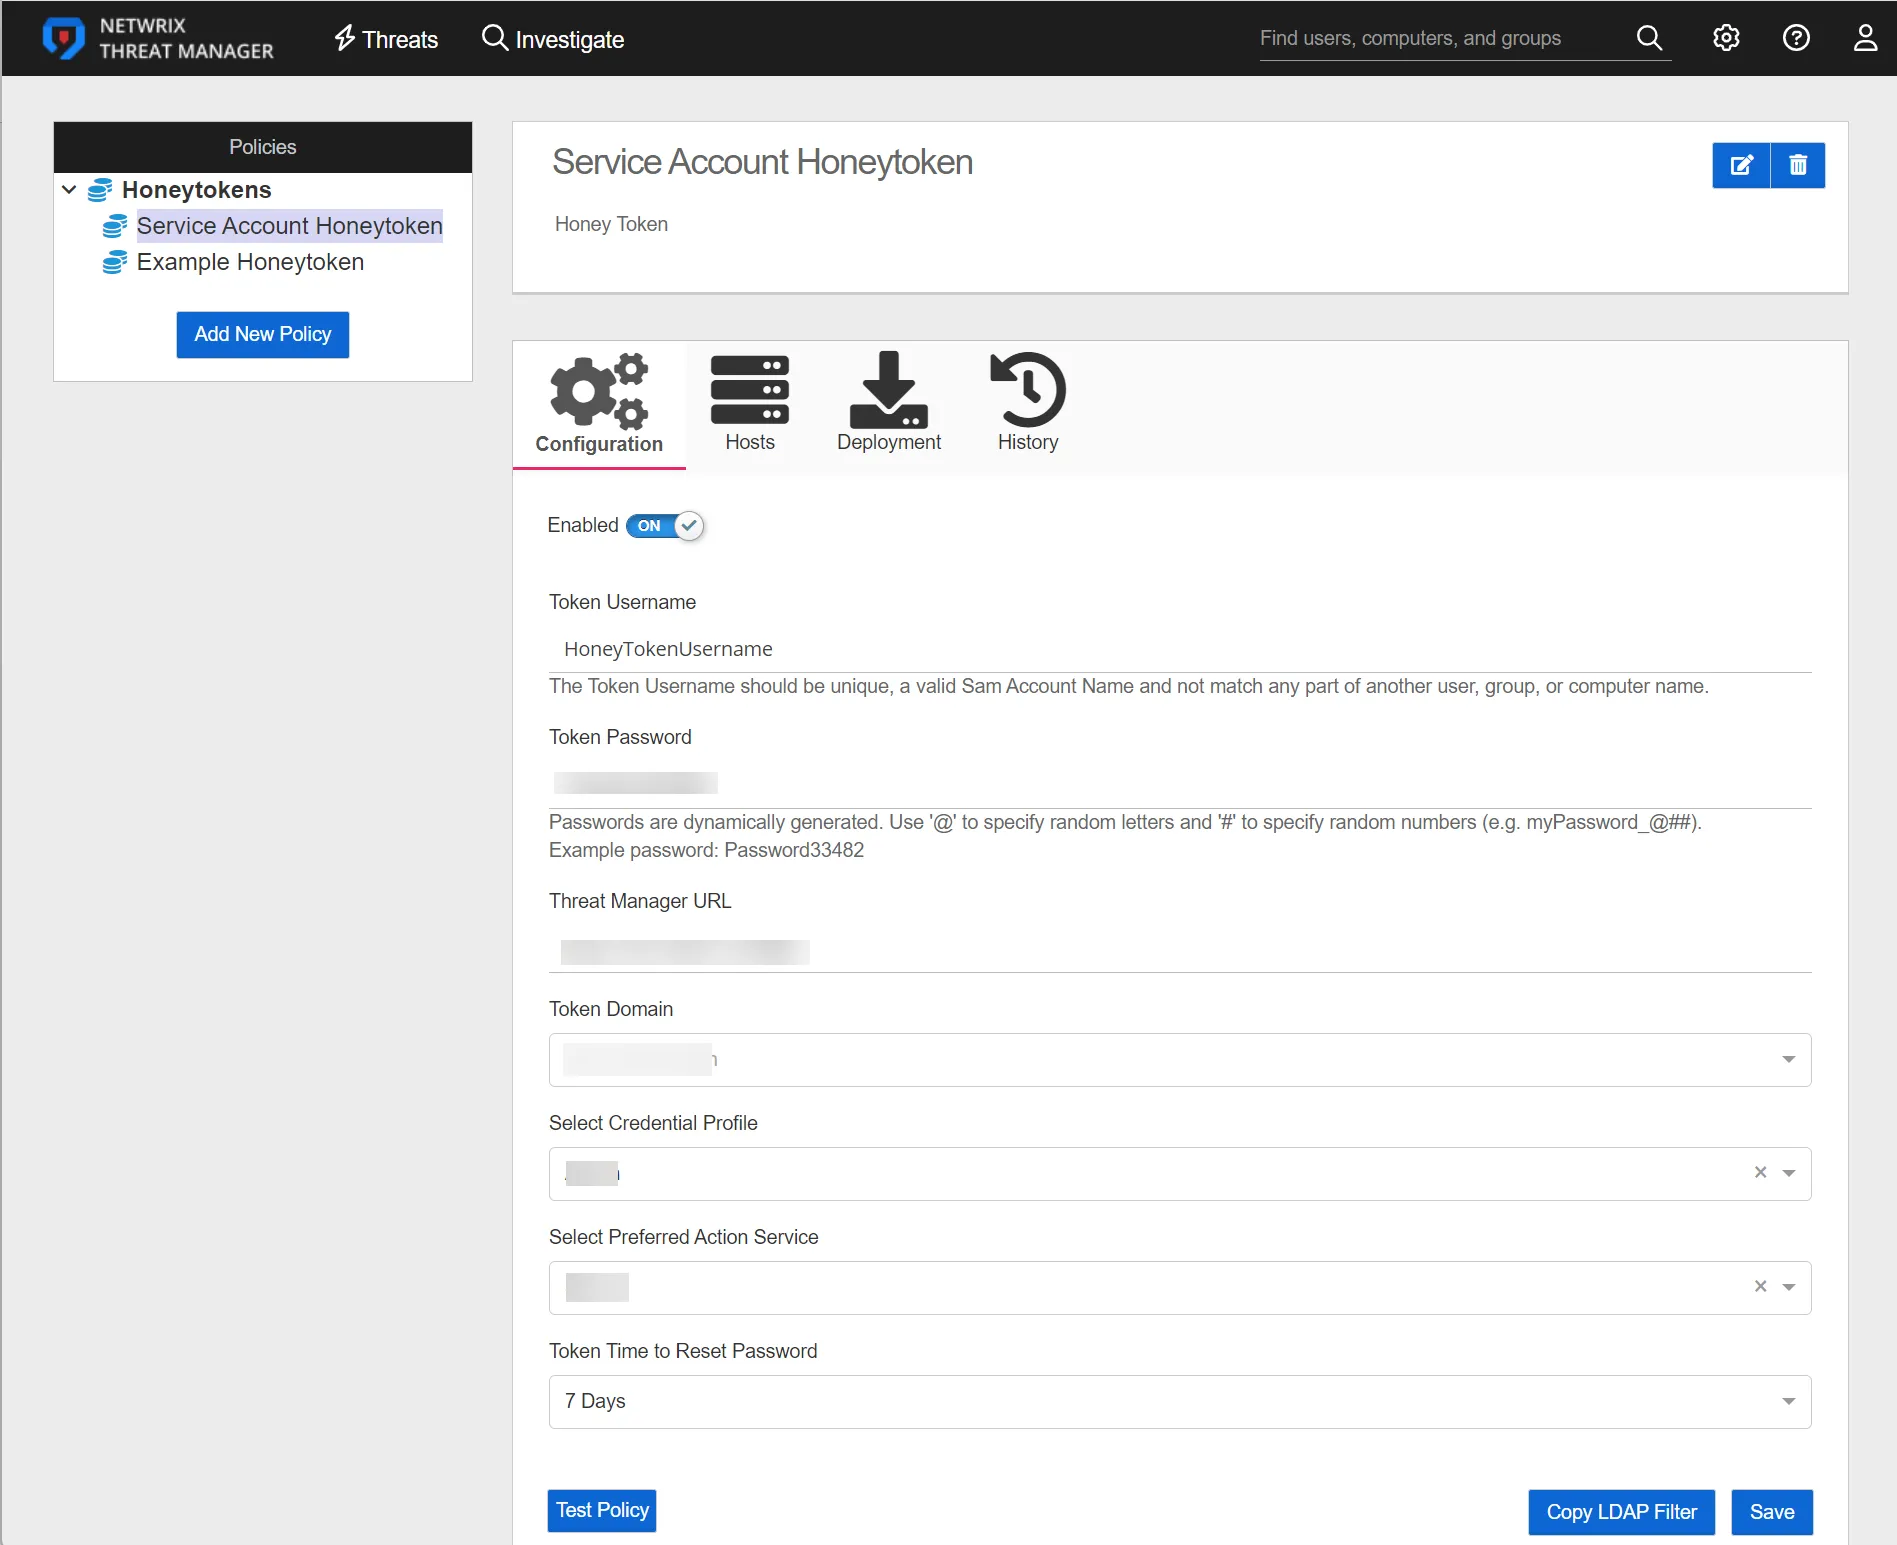 NETWRIX
THREAT MANAGER
Threats
Investigate
Find users, computers, and groups
Policies
Honeytokens
Service Account Honeytoken
Example Honeytoken
Add New Policy
Service Account Honeytoken
Honey Token
Configuration
Hosts
Deployment
History
Enabled
ON
Token Username
HoneyTokenUsername
The Token Username should be unique, a valid Sam Account Name and not match any part of another user, group, or computer name.
Token Password
Passwords are dynamically generated. Use '@' to specify random letters and '#' to specify random numbers (e.g. myPassword_@##).
Example password: Password33482
Threat Manager URL
Token Domain
Select Credential Profile
Select Preferred Action Service
Token Time to Reset Password
7 Days
Test Policy
Copy LDAP Filter
Save